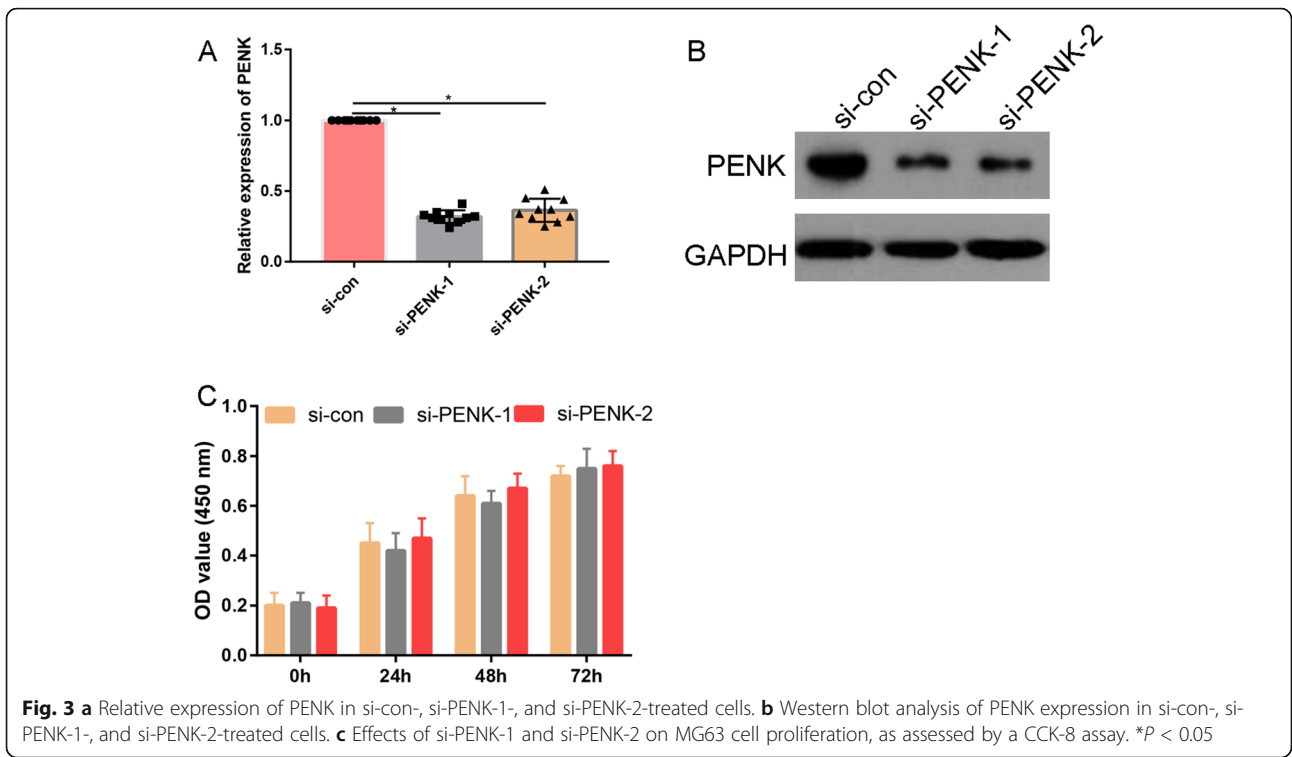 A
Relative expression of PENK
1.5
1.0
0.5
0.0
*
*
si-con
si-PENK-1
si-PENK-2
B
si-con
si-PENK-1
si-PENK-2
PENK
GAPDH
C
OD value (450 nm)
1.0
0.8
0.6
0.4
0.2
0.0
si-con si-PENK-1 si-PENK-2
0h 24h 48h 72h
Fig. 3 a Relative expression of PENK in si-con-, si-PENK-1-, and si-PENK-2-treated cells. b Western blot analysis of PENK expression in si-con-, si-
PENK-1-, and si-PENK-2-treated cells. c Effects of si-PENK-1 and si-PENK-2 on MG63 cell proliferation, as assessed by a CCK-8 assay. *P < 0.05